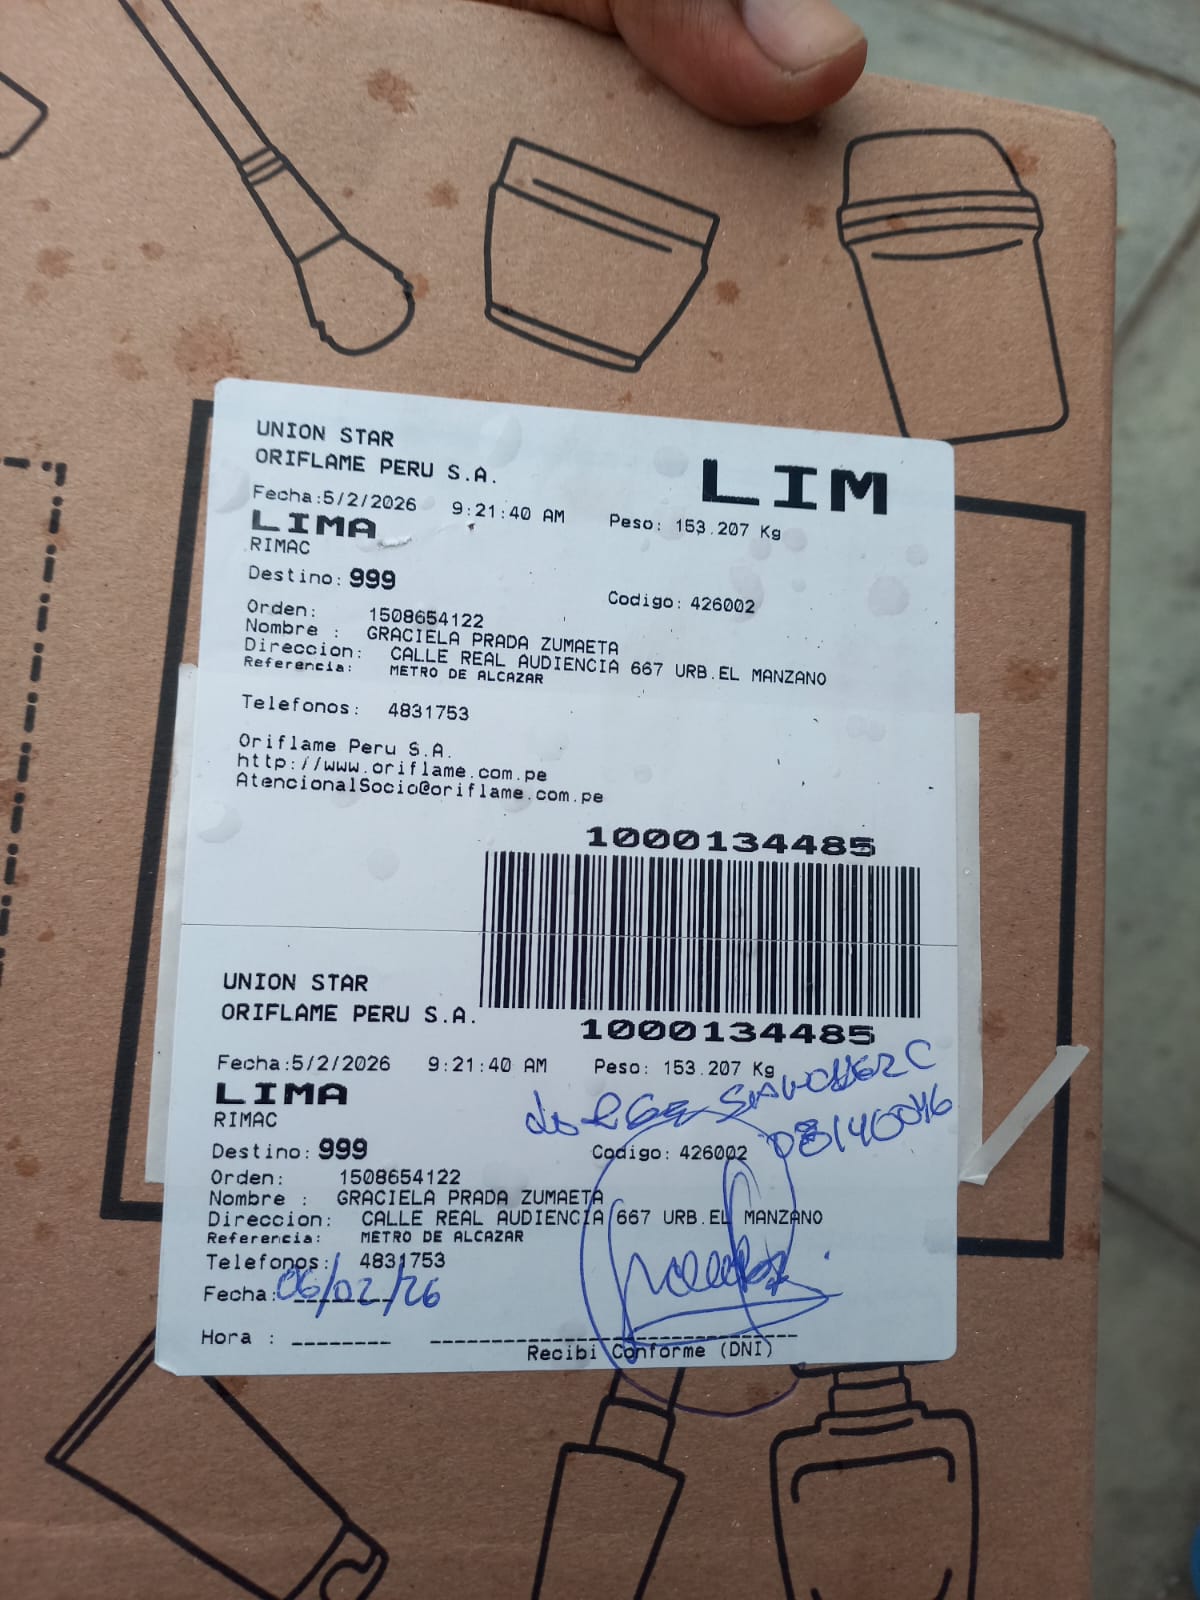 UNION STAR
ORIFLAME PERU S.A.
LIM
Fecha:5/2/2026 9:21:40 AM Peso: 153.207 Kg
LIMA
RIMAC
Destino: 999
Codigo: 426002
Orden: 1508654122
Nombre : GRACIELA PRADA ZUMAETA
Direccion: CALLE REAL AUDIENCIA 667 URB.EL MANZANO
Referencia: METRO DE ALCAZAR
Telefonos: 4831753
Oriflame Peru S.A.
http://www.oriflame.com.pe
AtencionalSocio@oriflame.com.pe
1000134485
UNION STAR
ORIFLAME PERU S.A.
1000134485
Fecha:5/2/2026 9:21:40 AM Peso: 153.207 Kg
LIMA
RIMAC
Destino: 999 Codigo: 426002
Orden: 1508654122
Nombre : GRACIELA PRADA ZUMAETA
Direccion: CALLE REAL AUDIENCIA 667 URB.EL MANZANO
Referencia: METRO DE ALCAZAR
Telefonos: 4831753
Fecha: 06/02/26
Hora :
Recibi Conforme (DNI)